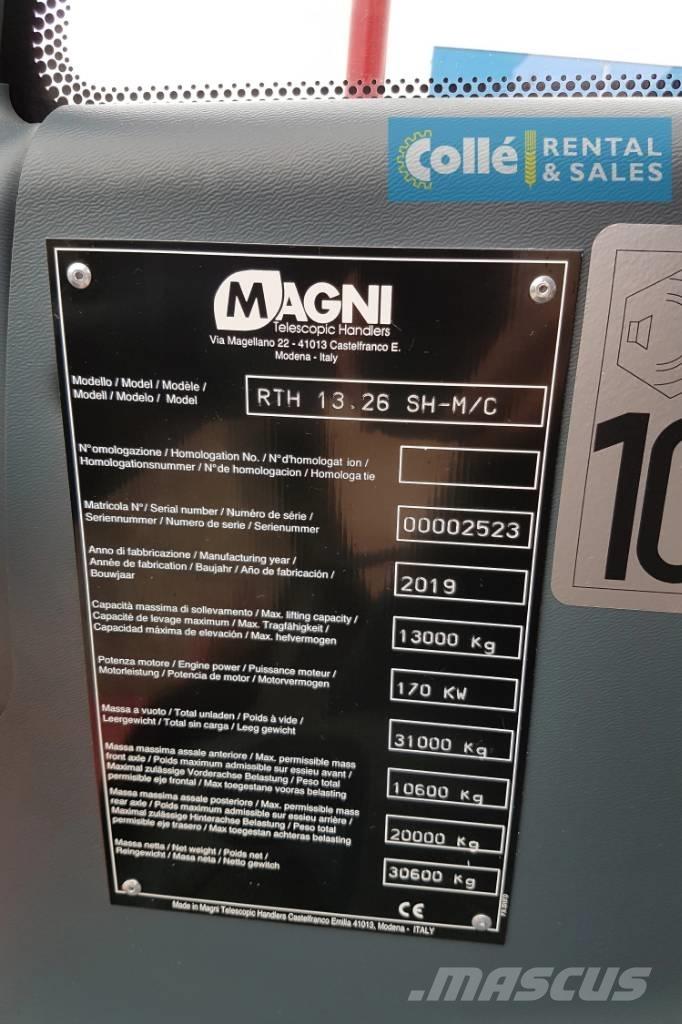 Collé RENTAL
& SALES
MAGNI
Telescopic Handlers
Via Magellano 22 - 41013 Castelfranco E.
Modena - Italy
Modello / Model / Modèle /
Modell / Modelo / Model
RTH 13.26 SH-M/C
N°omologazione / Homologation No. / N°d'homologat ion /
Homologationsnummer / N°de homologacion / Homologa tie
Matricola N°/ Serial number / Numéro de série /
Seriennummer / Numero de serie / Serienummer
00002523
Anno di fabbricazione / Manufacturing year /
Année de fabrication / Baujahr / Año de fabricación /
Bouwjaar
2019
Capacità massima di sollevamento / Max. lifting capacity /
Capacité de levage maximum / Max. Tragfähigkeit /
Capacidad máxima de elevación / Max. hefvermogen
13000 Kg
Potenza motore / Engine power / Puissance moteur /
Motorleistung / Potencia de motor / Motorvermogen
170 KW
Massa a vuoto / Total unladen / Poids à vide /
Leergewicht / Total sin carga / Leeg gewicht
31000 Kg
Massa massima assale anteriore / Max. permissible mass
front axle / Poids maximum admissible sur essieu avant /
Maximal zulässige Vorderachse Belastung / Peso total
permisible eje frontal / Max toegestane vooras belasting
10600 Kg
Massa massima assale posteriore / Max. permissible mass
rear axle / Poids maximum admissible sur essieu arrière /
Maximal zulässige Hinterachse Belastung / Peso total
permisible eje trasero / Max toegestan achteras belasting
20000 Kg
Massa netta / Net weight / Poids net /
Reingewicht / Masa neta / Netto gewitch
30600 Kg
CE
Made in Magni Telescopic Handlers Castelfranco Emilia 41013, Modena - ITALY
10
MASCUS